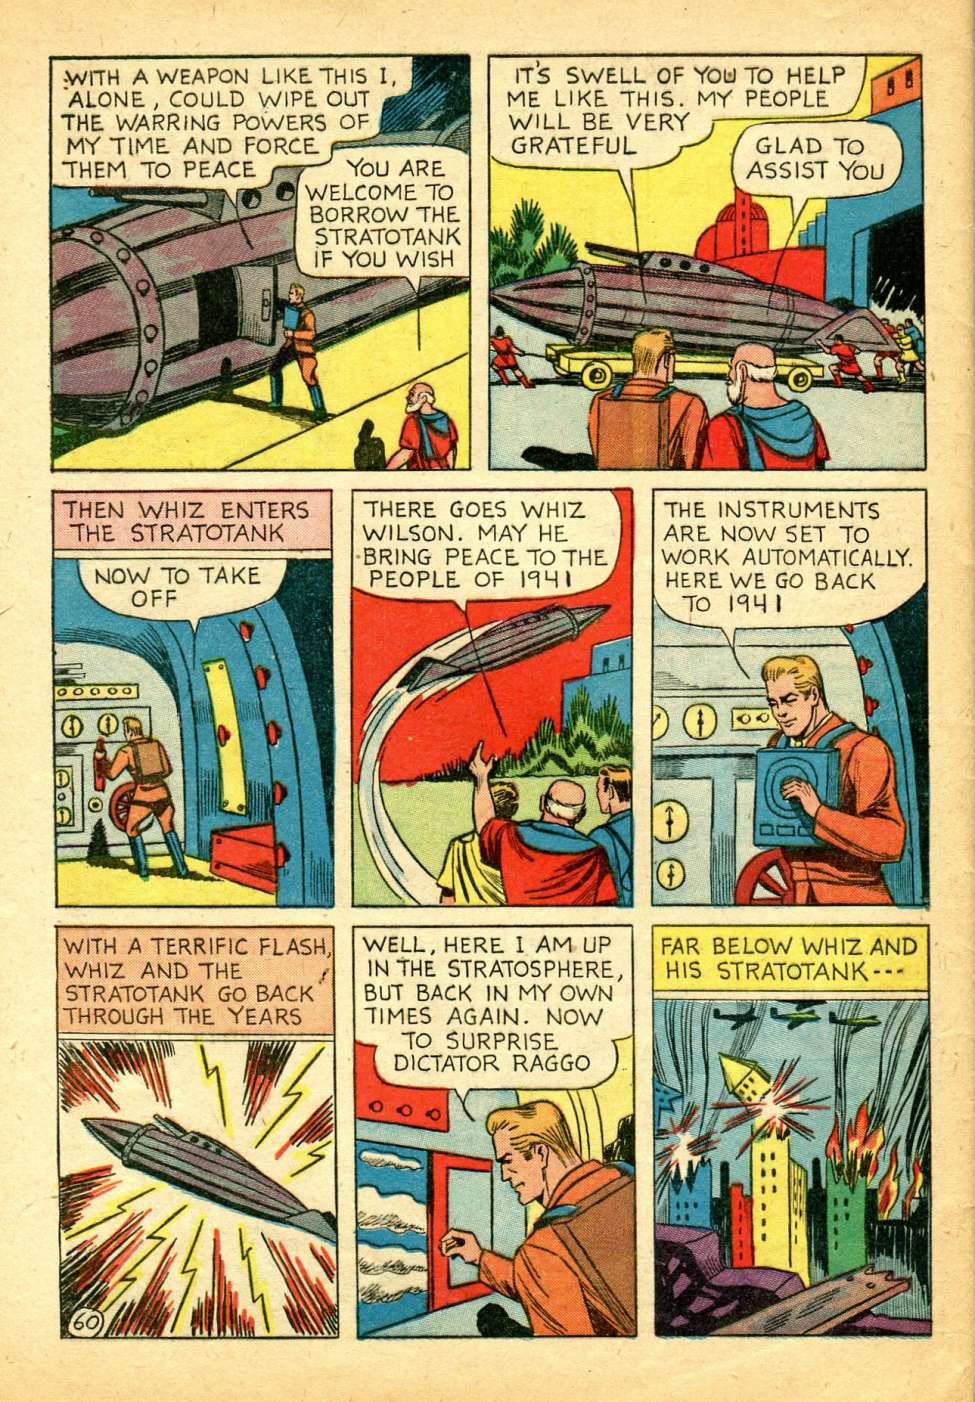 WITH A WEAPON LIKE THIS I,
ALONE, COULD WIPE OUT
THE WARRING POWERS OF
MY TIME AND FORCE
THEM TO PEACE
YOU ARE
WELCOME TO
BORROW THE
STRATOTANK
IF YOU WISH
IT'S SWELL OF YOU TO HELP
ME LIKE THIS. MY PEOPLE
WILL BE VERY
GRATEFUL
GLAD TO
ASSIST YOU
THEN WHIZ ENTERS
THE STRATOTANK
NOW TO TAKE
OFF
THERE GOES WHIZ
WILSON. MAY HE
BRING PEACE TO THE
PEOPLE OF 1941
THE INSTRUMENTS
ARE NOW SET TO
WORK AUTOMATICALLY.
HERE WE GO BACK
TO 1941
WITH A TERRIFIC FLASH,
WHIZ AND THE
STRATOTANK GO BACK
THROUGH THE YEARS
60
WELL, HERE I AM UP
IN THE STRATOSPHERE,
BUT BACK IN MY OWN
TIMES AGAIN. NOW
TO SURPRISE
DICTATOR RAGGO
FAR BELOW WHIZ AND
HIS STRATOTANK---